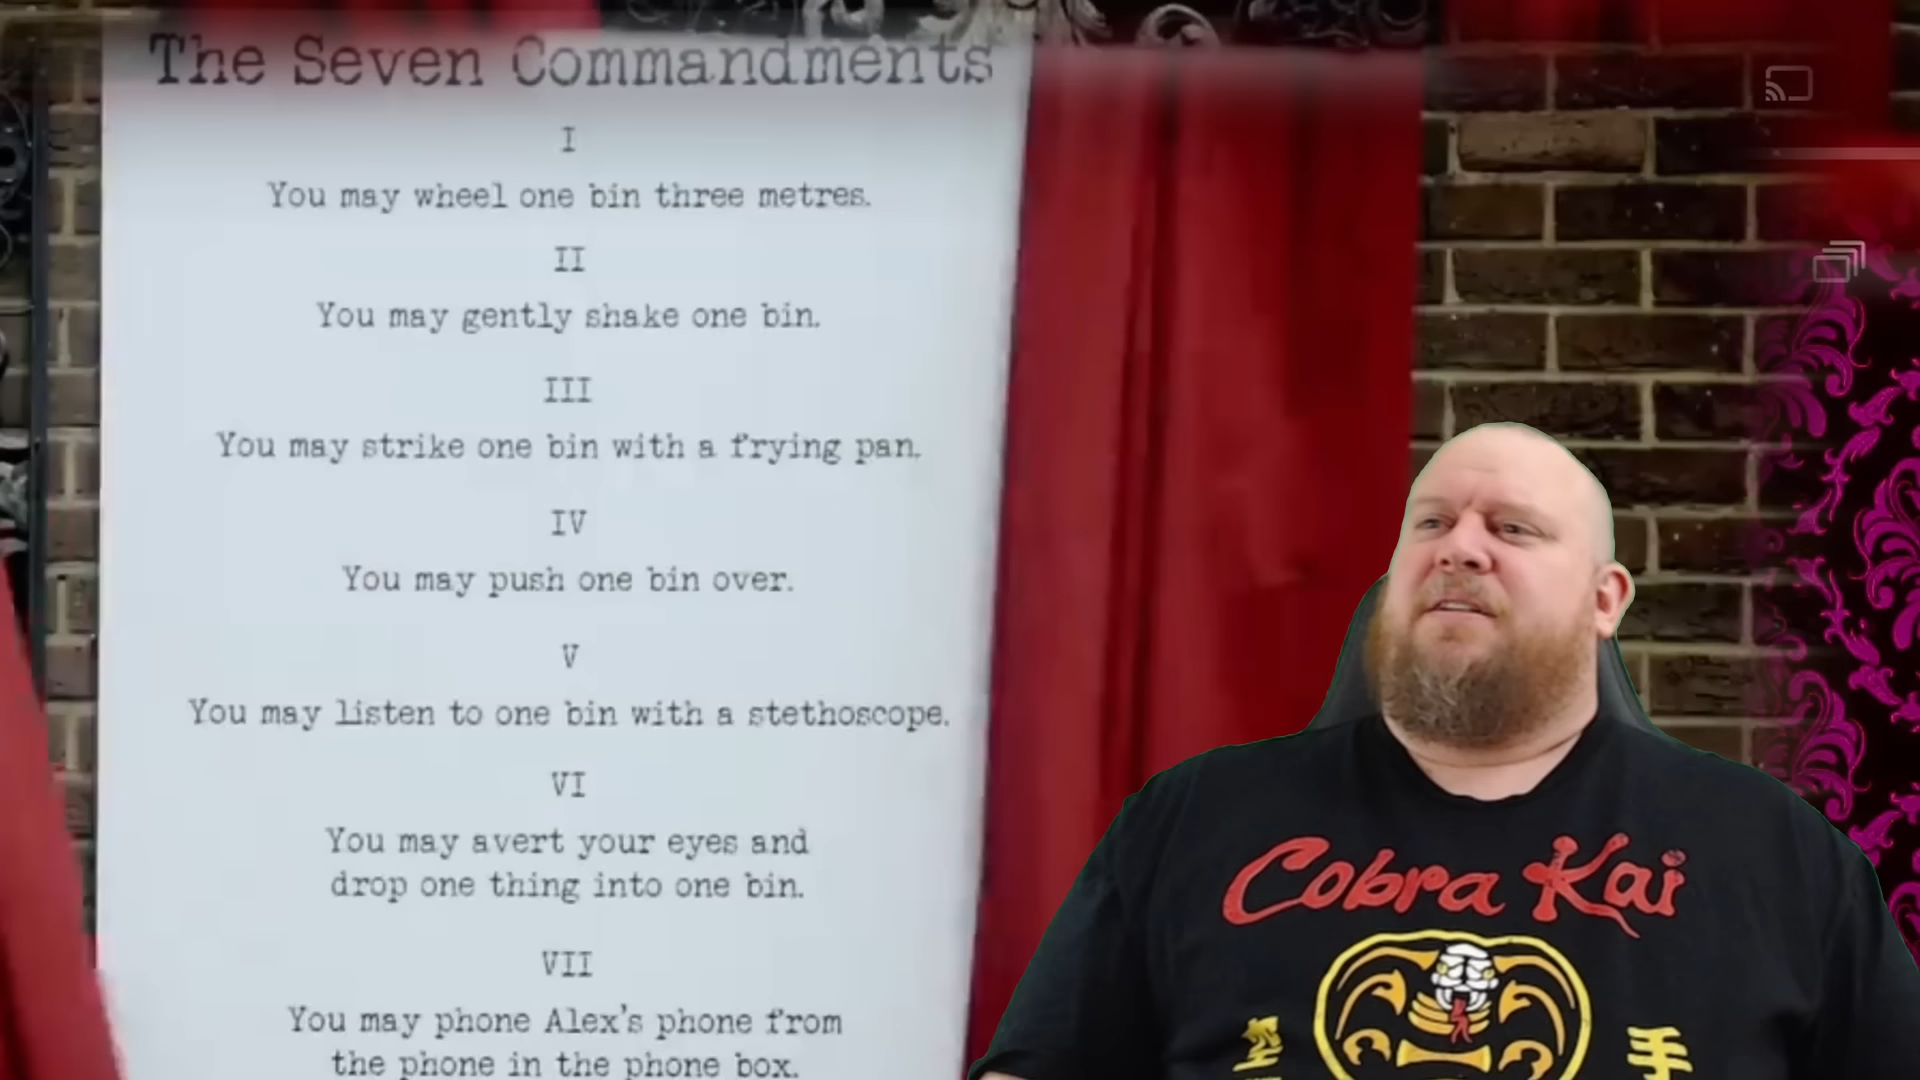 The Seven Commandments
I
You may wheel one bin three metres.
II
You may gently shake one bin.
III
You may strike one bin with a frying pan.
IV
You may push one bin over.
V
You may listen to one bin with a stethoscope.
VI
You may avert your eyes and
drop one thing into one bin.
VII
You may phone Alex's phone from
the phone in the phone box.
Cobra Kai
空 手